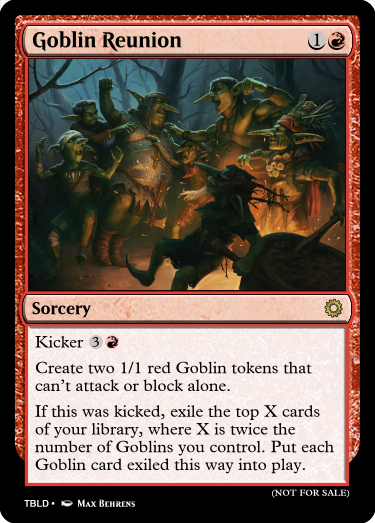 Goblin Reunion 1
Sorcery
Kicker 3
Create two 1/1 red Goblin tokens that
can't attack or block alone.
If this was kicked, exile the top X cards
of your library, where X is twice the
number of Goblins you control. Put each
Goblin card exiled this way into play.
(NOT FOR SALE)
TBLD • Max Behrens